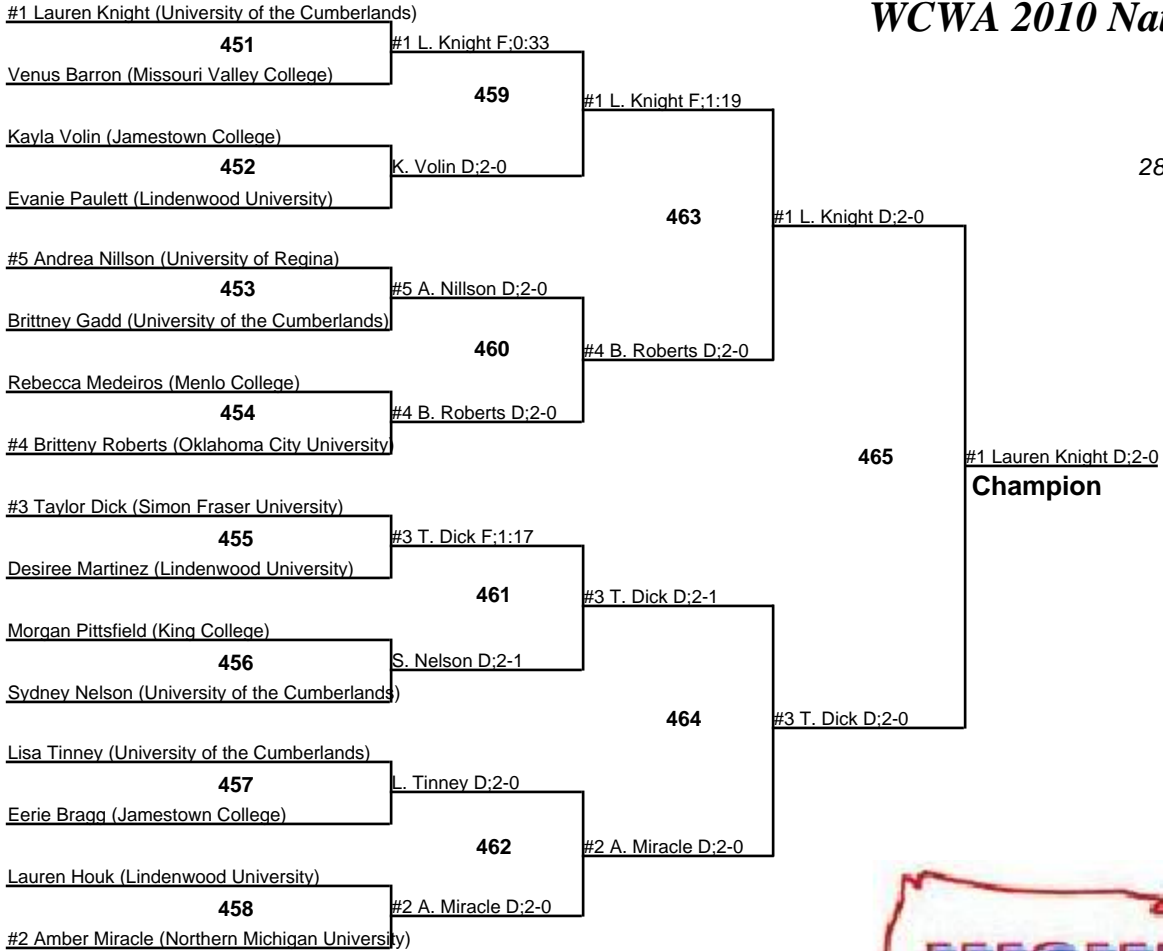 #1 Lauren Knight (University of the Cumberlands)
WCWA 2010
451
#1 L. Knight F;0:33
Venus Barron (Missouri Valley College)
459
#1 L. Knight F;1:19
Kayla Volin (Jamestown College)
452
K. Volin D;2-0
28
Evanie Paulett (Lindenwood University)
463
#1 L. Knight D;2-0
#5 Andrea Nillson (University of Regina)
453
#5 A. Nillson D;2-0
Brittney Gadd (University of the Cumberlands)
460
#4 B. Roberts D;2-0
Rebecca Medeiros (Menlo College)
454
#4 B. Roberts D;2-0
#4 Britteny Roberts (Oklahoma City University)
465
#1 Lauren Knight D;2-0
Champion
#3 Taylor Dick (Simon Fraser University)
455
#3 T. Dick F;1:17
Desiree Martinez (Lindenwood University)
461
#3 T. Dick D;2-1
Morgan Pittsfield (King College)
456
S. Nelson D;2-1
Sydney Nelson (University of the Cumberlands)
464
#3 T. Dick D;2-0
Lisa Tinney (University of the Cumberlands)
457
L. Tinney D;2-0
Eerie Bragg (Jamestown College)
462
#2 A. Miracle D;2-0
Lauren Houk (Lindenwood University)
458
#2 A. Miracle D;2-0
#2 Amber Miracle (Northern Michigan University)